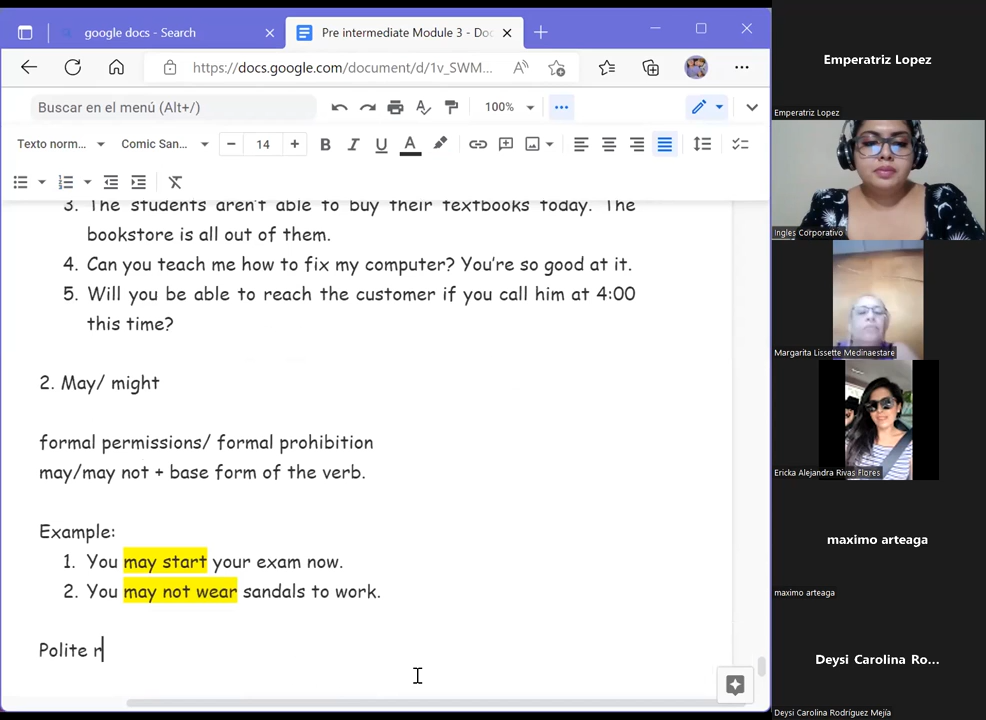 google docs - Search
Pre intermediate Module 3 - Doc
https://docs.google.com/document/d/1v_SWM...
Buscar en el menú (Alt+/)
100%
Texto norm...
Comic San...
14
3. The students aren't able to buy their textbooks today. The
bookstore is all out of them.
4. Can you teach me how to fix my computer? You're so good at it.
5. Will you be able to reach the customer if you call him at 4:00
this time?
2. May/ might
formal permissions/ formal prohibition
may/may not + base form of the verb.
Example:
1. You may start your exam now.
2. You may not wear sandals to work.
Polite r
Emperatriz Lopez
Emperatriz Lopez
Ingles Corporativo
Margarita Lissette Medinaestare
Ericka Alejandra Rivas Flores
maximo arteaga
maximo arteaga
Deysi Carolina Ro...
Deysi Carolina Rodríguez Mejía